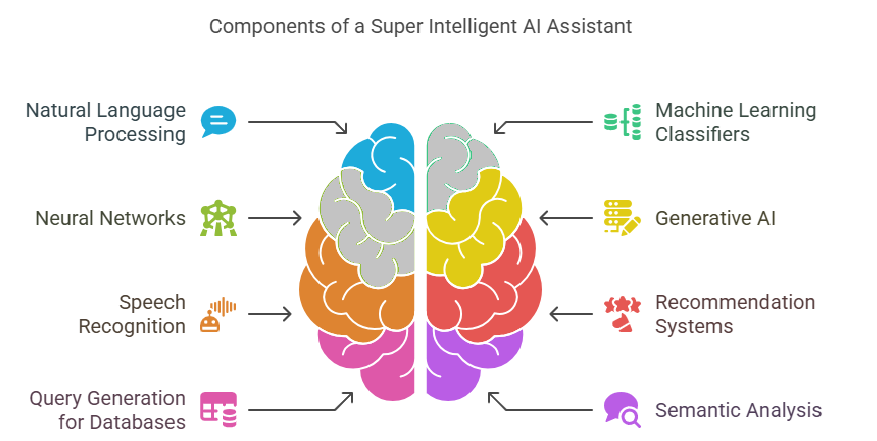 Components of a Super Intelligent AI Assistant
Natural Language
Processing
Machine Learning
Classifiers
Neural Networks
Generative AI
Speech
Recognition
Recommendation
Systems
Query Generation
for Databases
Semantic Analysis